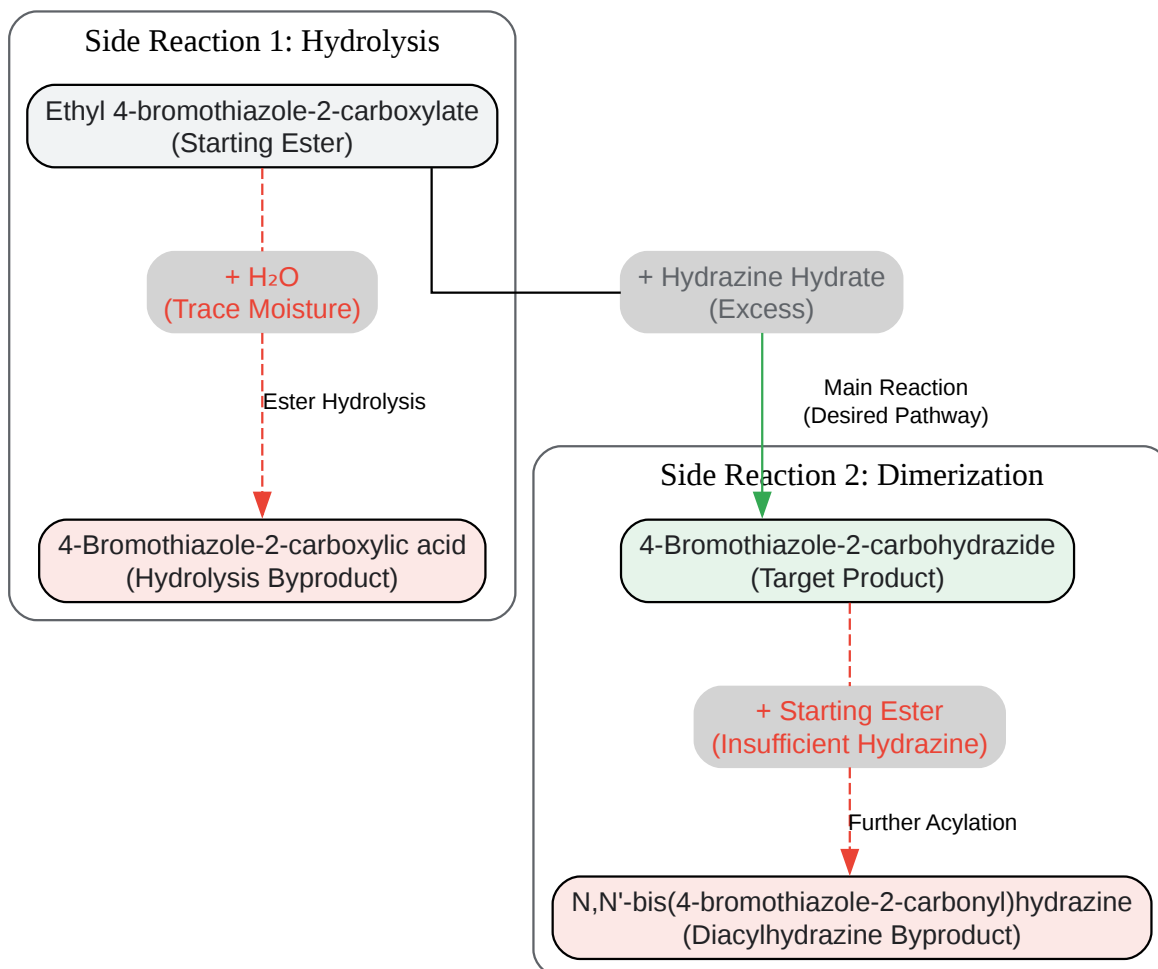 Side Reaction 1: Hydrolysis
Ethyl 4-bromothiazole-2-carboxylate
(Starting Ester)
+ H₂O
(Trace Moisture)
+ Hydrazine Hydrate
(Excess)
Ester Hydrolysis
Main Reaction
(Desired Pathway)
Side Reaction 2: Dimerization
4-Bromothiazole-2-carboxylic acid
(Hydrolysis Byproduct)
4-Bromothiazole-2-carbohydrazide
(Target Product)
+ Starting Ester
(Insufficient Hydrazine)
Further Acylation
N,N'-bis(4-bromothiazole-2-carbonyl)hydrazine
(Diacylhydrazine Byproduct)